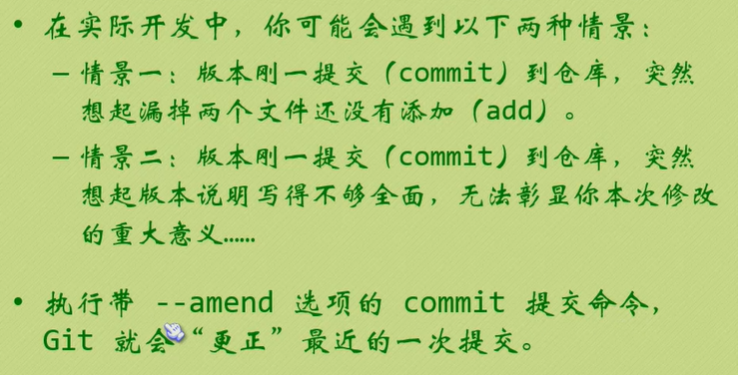 • 在实际开发中，你可能会遇到以下两种情景：
– 情景一：版本刚一提交（commit）到仓库，突然
想起漏掉两个文件还没有添加（add）。
– 情景二：版本刚一提交（commit）到仓库，突然
想起版本说明写得不够全面，无法彰显你本次修改
的重大意义……
• 执行带 --amend 选项的 commit 提交命令，
Git 就会“更正”最近的一次提交。